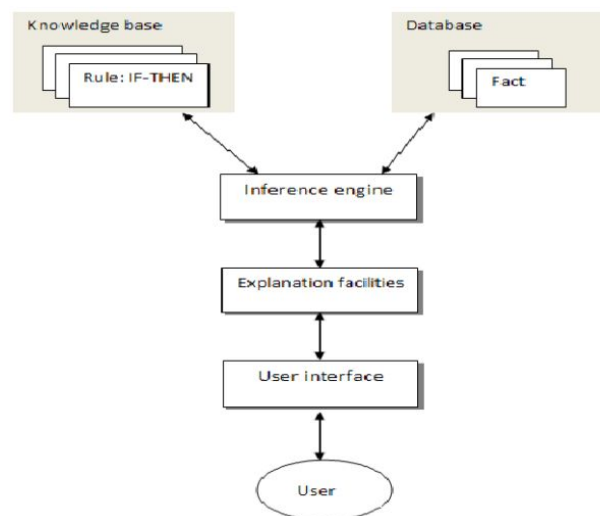 Knowledge base
Rule: IF-THEN
Database
Fact
Inference engine
Explanation facilities
User interface
User